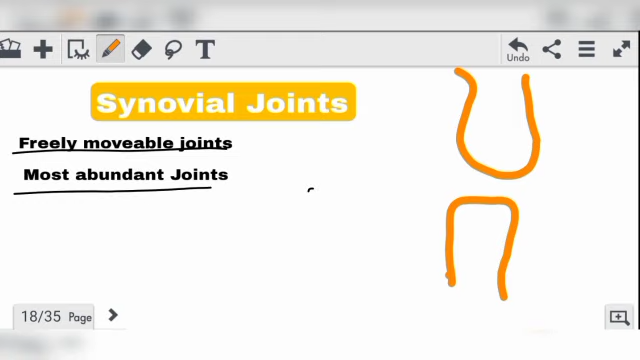 Undo
Synovial Joints
Freely moveable joints
Most abundant Joints
18/35 Page